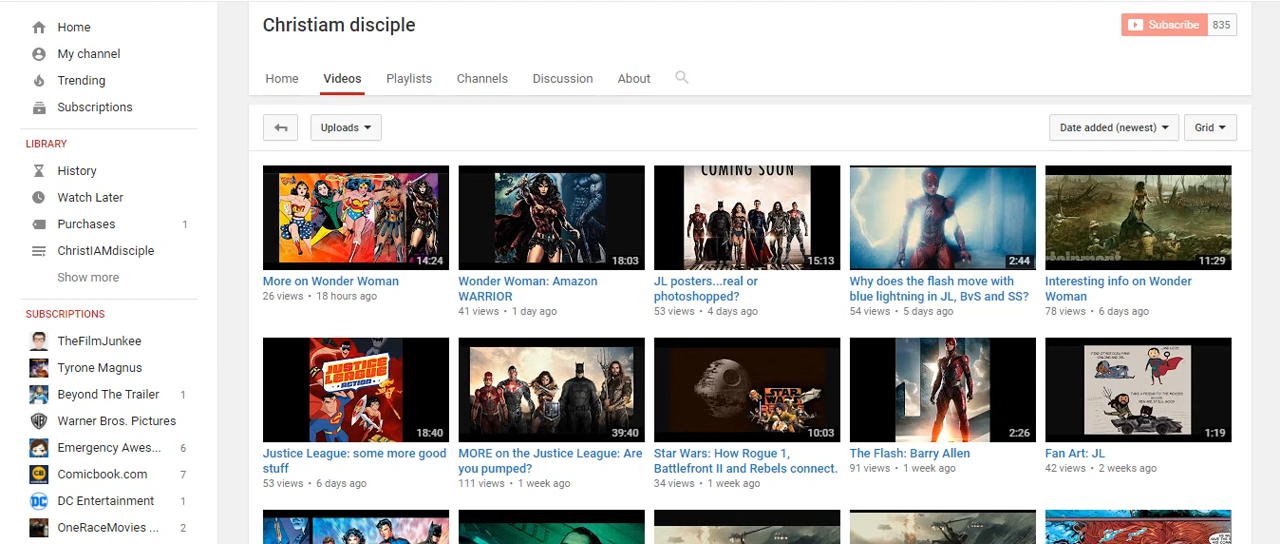 Home
My channel
Trending
Subscriptions
LIBRARY
History
Watch Later
Purchases 1
ChristIAMdisciple
Show more
SUBSCRIPTIONS
TheFilmJunkee
Tyrone Magnus
Beyond The Trailer 1
Warner Bros. Pictures
Emergency Awes... 6
Comicbook.com 7
DC Entertainment 1
OneRaceMovies ... 2
Christiam disciple
Subscribe 835
Home Videos Playlists Channels Discussion About
Uploads
Date added (newest) Grid
14:24
More on Wonder Woman
26 views • 18 hours ago
18:03
Wonder Woman: Amazon
WARRIOR
41 views • 1 day ago
COMING SOON
15:13
JL posters...real or
photoshopped?
53 views • 4 days ago
2:44
Why does the flash move with
blue lightning in JL, BvS and SS?
54 views • 5 days ago
11:29
Interesting info on Wonder
Woman
78 views • 6 days ago
JUSTICE
LEAGUE
ACTION
18:40
Justice League: some more good
stuff
53 views • 6 days ago
39:40
MORE on the Justice League: Are
you pumped?
111 views • 1 week ago
STAR WARS
10:03
Star Wars: How Rogue 1,
Battlefront II and Rebels connect.
34 views • 1 week ago
2:26
The Flash: Barry Allen
91 views • 1 week ago
1:19
Fan Art: JL
42 views • 2 weeks ago